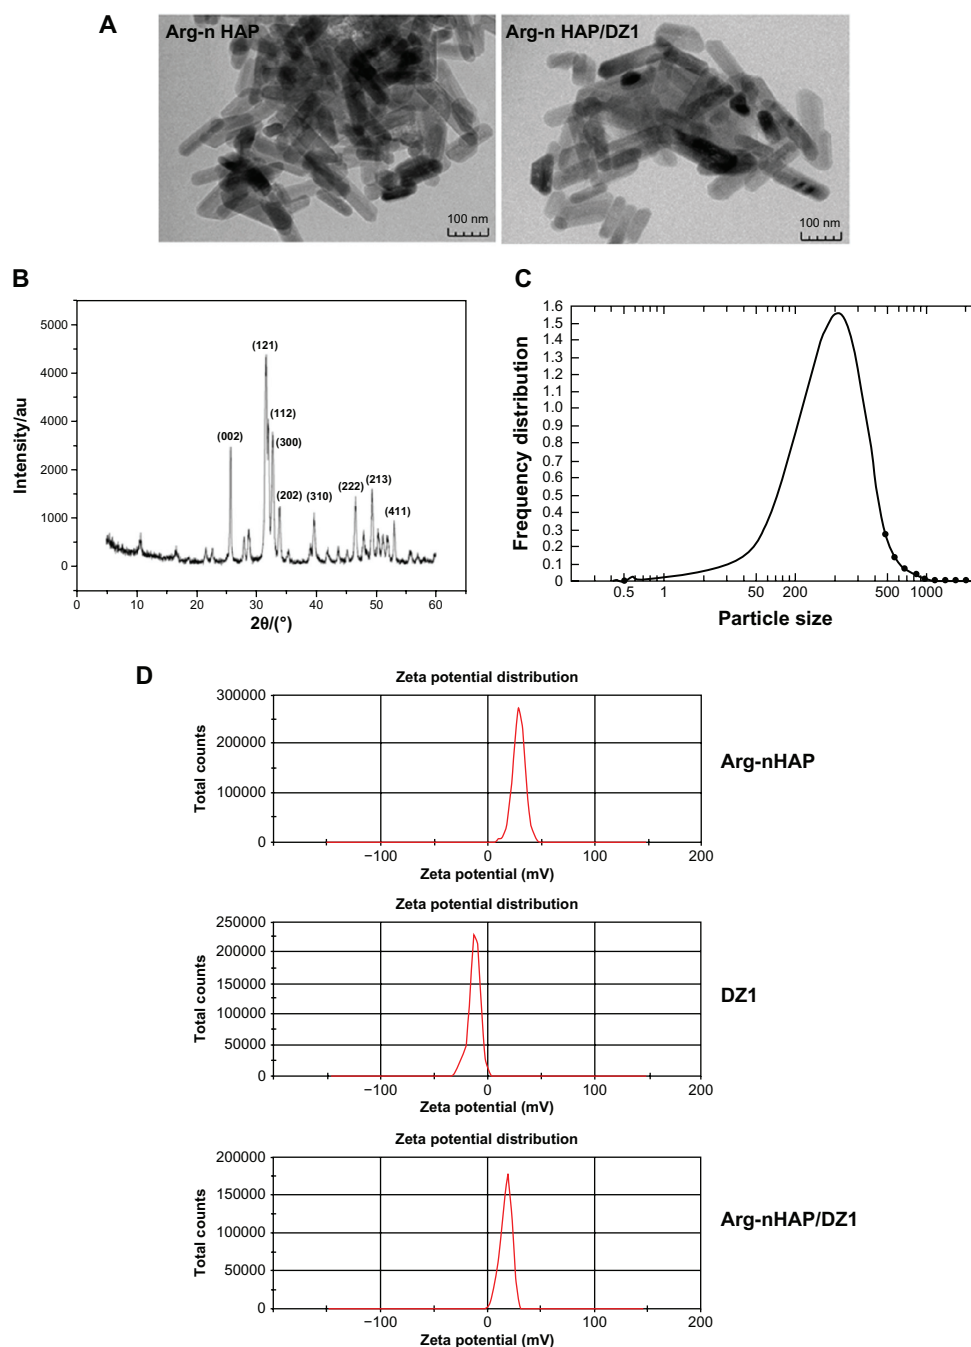 A
Arg-n HAP
Arg-n HAP/DZ1
100 nm
100 nm
B
5000
4000
4000
2000
1000
0
Intensity/au
(002)
(121)
(112)
(300)
(202)
(310)
(222)
(213)
(411)
0 10 20 30 40 50 60
2θ/(°)
C
1.6
1.5
1.4
1.3
1.2
1.1
1.0
0.9
0.8
0.7
0.6
0.5
0.4
0.3
0.2
0.1
0
Frequency distribution
0.5 1 50 200 500 1000
Particle size
D
Zeta potential distribution
300000
200000
100000
0
Total counts
−100 0 100 200
Zeta potential (mV)
Arg-nHAP
Zeta potential distribution
250000
200000
150000
100000
50000
0
Total counts
−100 0 100 200
Zeta potential (mV)
DZ1
Zeta potential distribution
200000
150000
100000
50000
0
Total counts
−100 0 100 200
Zeta potential (mV)
Arg-nHAP/DZ1